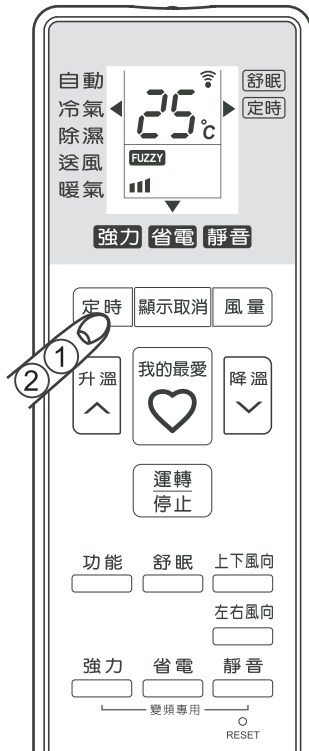 自動 舒眠
冷氣 25℃ 定時
除濕
送風 FUZZY
暖氣
強力 省電 靜音
定時 顯示取消 風量
①
②
升溫 我的最愛 降溫
運轉
停止
功能 舒眠 上下風向
左右風向
強力 省電 靜音
變頻專用
RESET